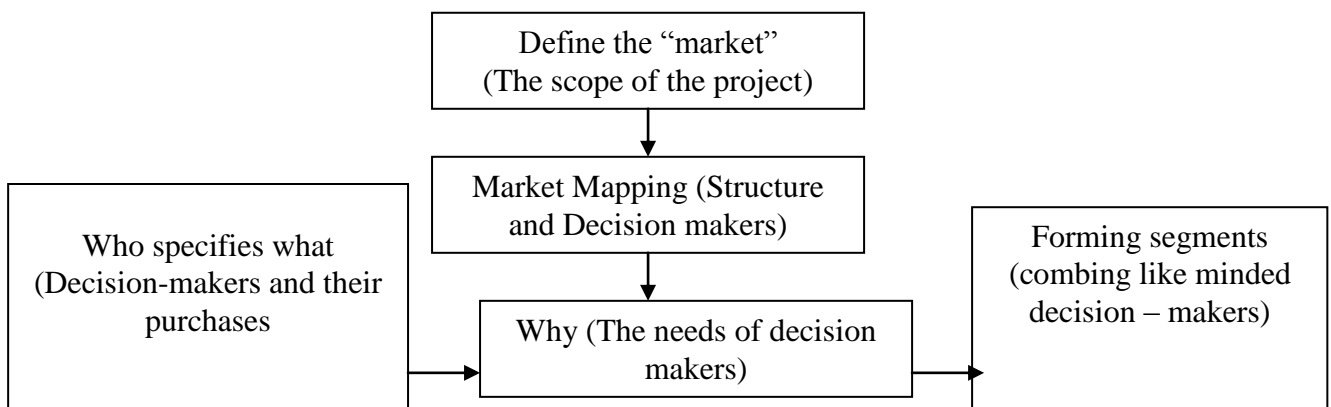 Define the “market”
(The scope of the project)
Market Mapping (Structure
and Decision makers)
Who specifies what
(Decision-makers and their
purchases
Why (The needs of decision
makers)
Forming segments
(combing like minded
decision – makers)